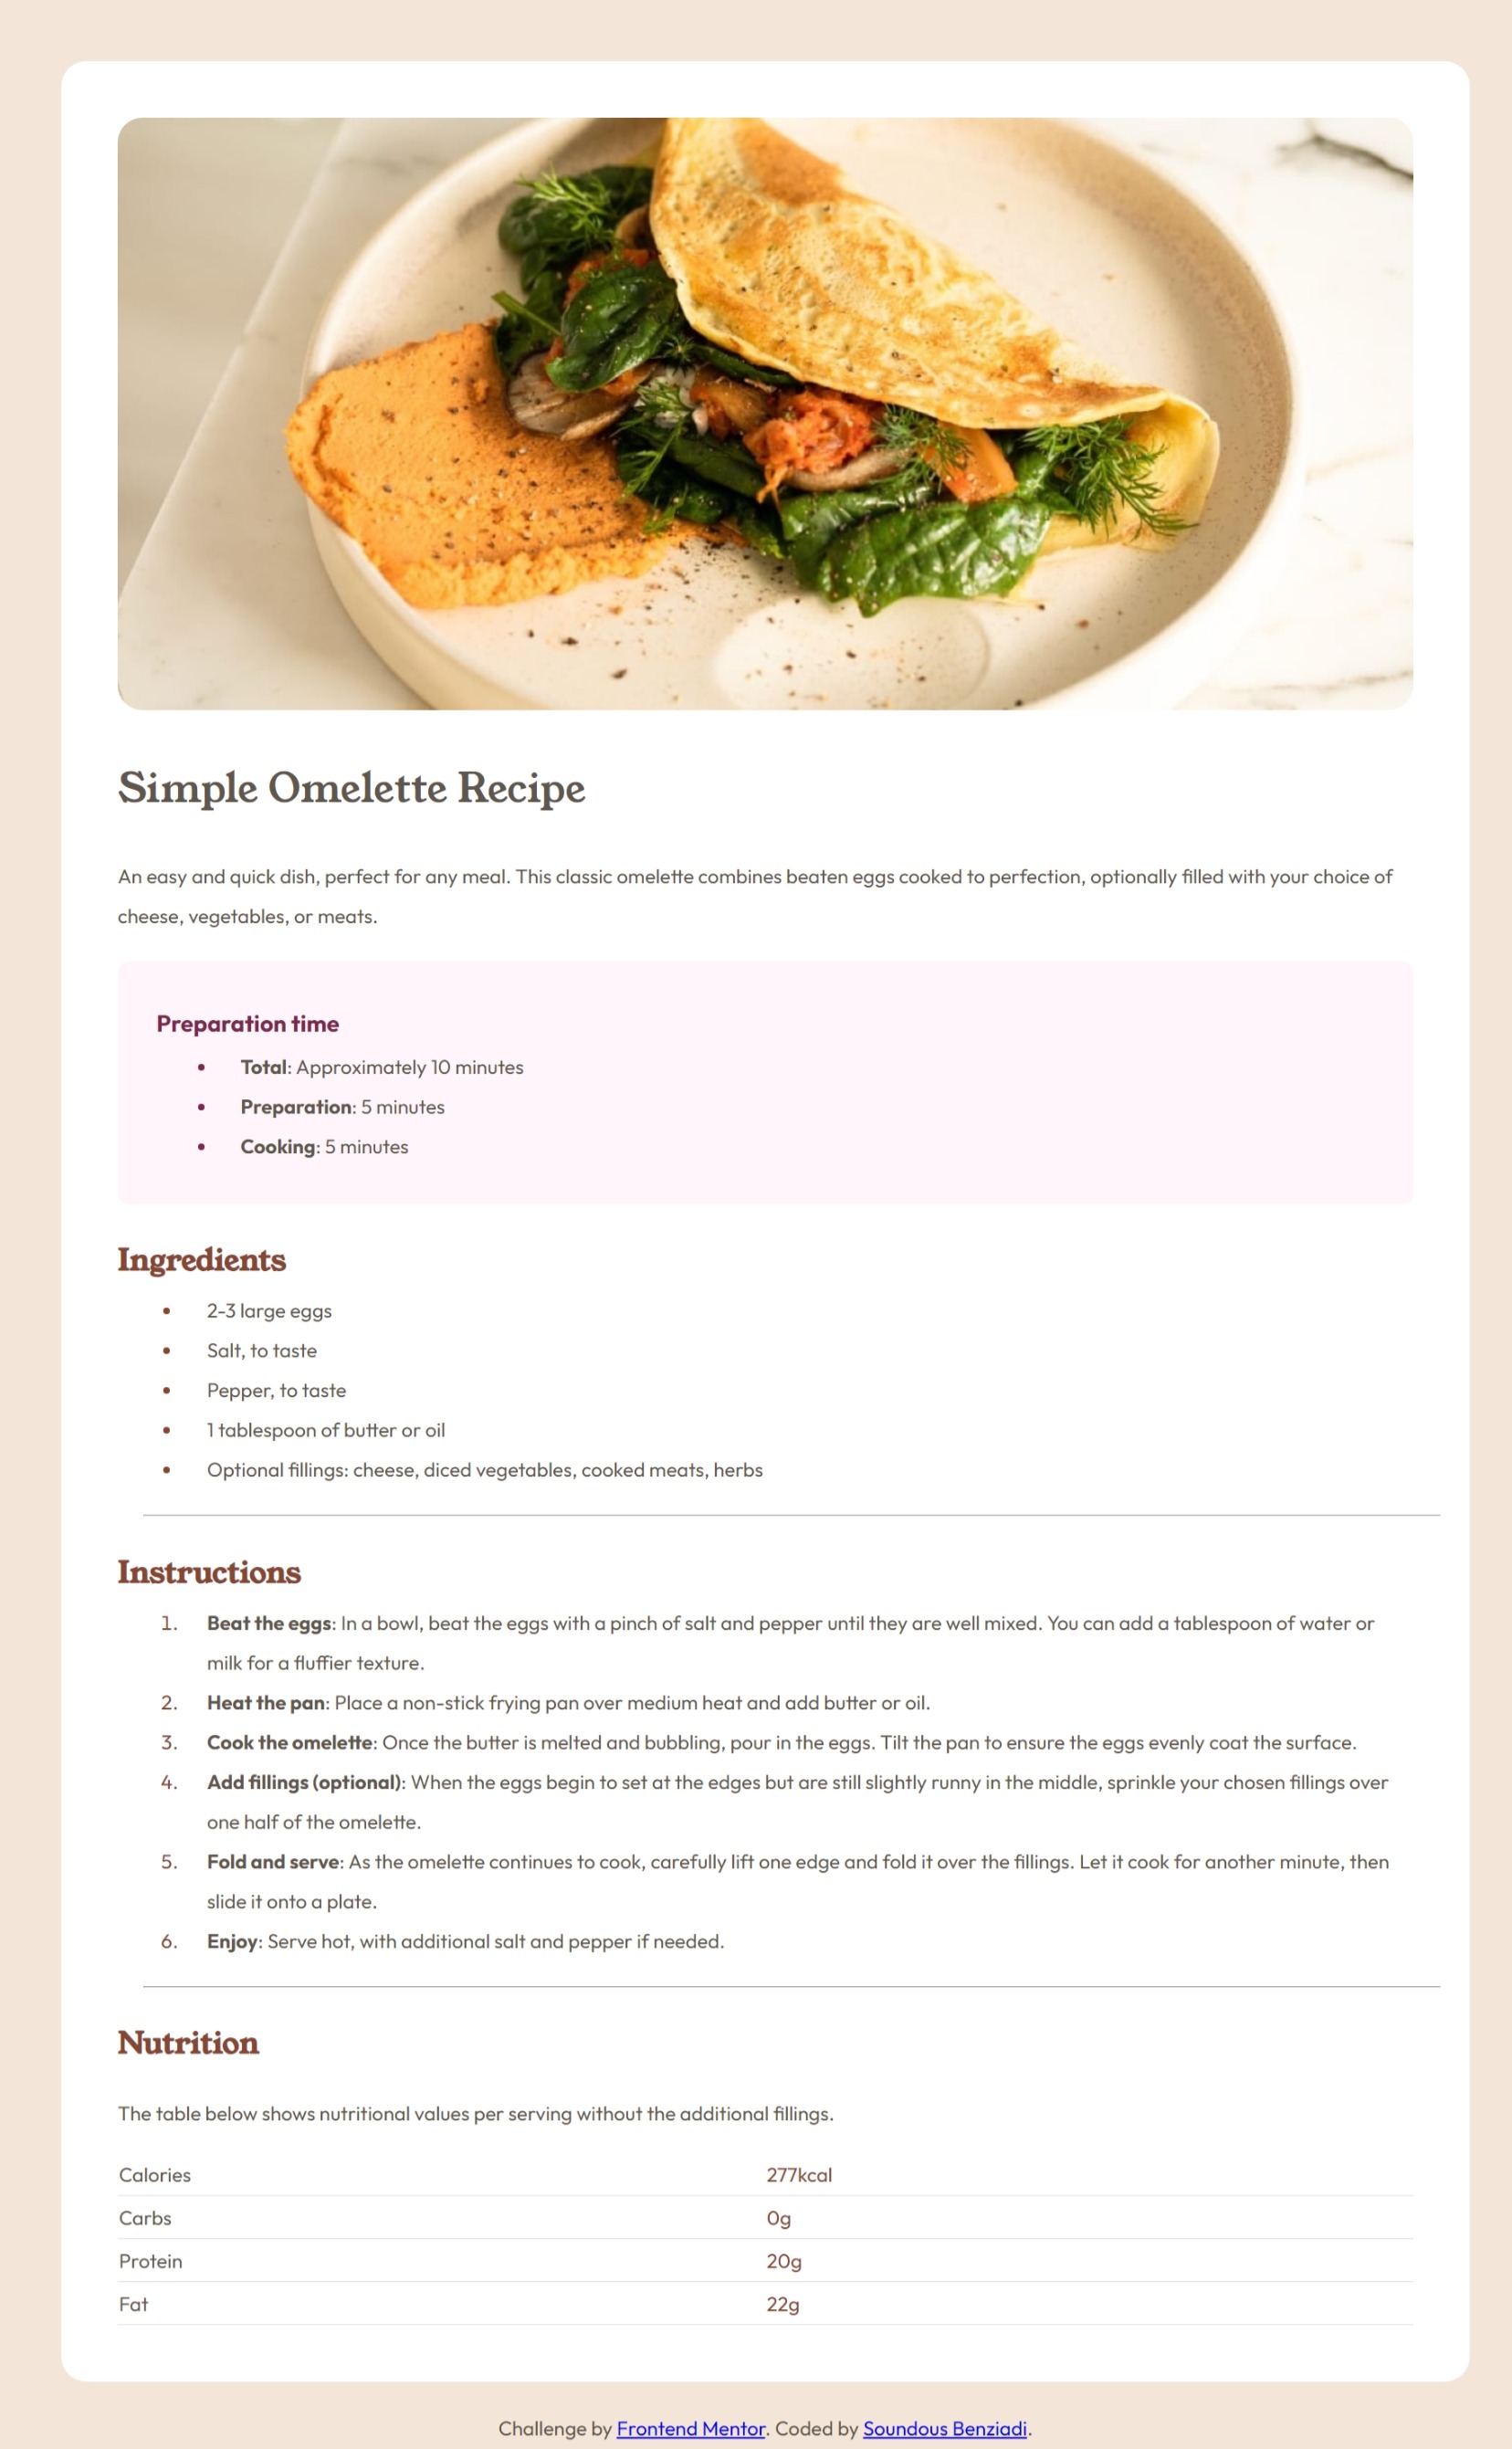 Simple Omelette Recipe
An easy and quick dish, perfect for any meal. This classic omelette combines beaten eggs cooked to perfection, optionally filled with your choice of
cheese, vegetables, or meats.
Preparation time
• Total: Approximately 10 minutes
• Preparation: 5 minutes
• Cooking: 5 minutes
Ingredients
• 2-3 large eggs
• Salt, to taste
• Pepper, to taste
• 1 tablespoon of butter or oil
• Optional fillings: cheese, diced vegetables, cooked meats, herbs
Instructions
1. Beat the eggs: In a bowl, beat the eggs with a pinch of salt and pepper until they are well mixed. You can add a tablespoon of water or
milk for a fluffier texture.
2. Heat the pan: Place a non-stick frying pan over medium heat and add butter or oil.
3. Cook the omelette: Once the butter is melted and bubbling, pour in the eggs. Tilt the pan to ensure the eggs evenly coat the surface.
4. Add fillings (optional): When the eggs begin to set at the edges but are still slightly runny in the middle, sprinkle your chosen fillings over
one half of the omelette.
5. Fold and serve: As the omelette continues to cook, carefully lift one edge and fold it over the fillings. Let it cook for another minute, then
slide it onto a plate.
6. Enjoy: Serve hot, with additional salt and pepper if needed.
Nutrition
The table below shows nutritional values per serving without the additional fillings.
Calories 277kcal
Carbs 0g
Protein 20g
Fat 22g
Challenge by Frontend Mentor. Coded by Soundous Benziadi.